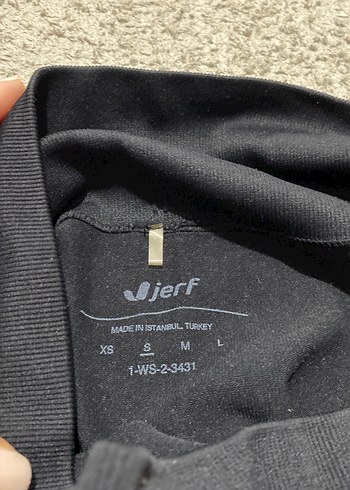 jerf
MADE IN ISTANBUL, TURKEY
XS S M L
1-WS-2-3431